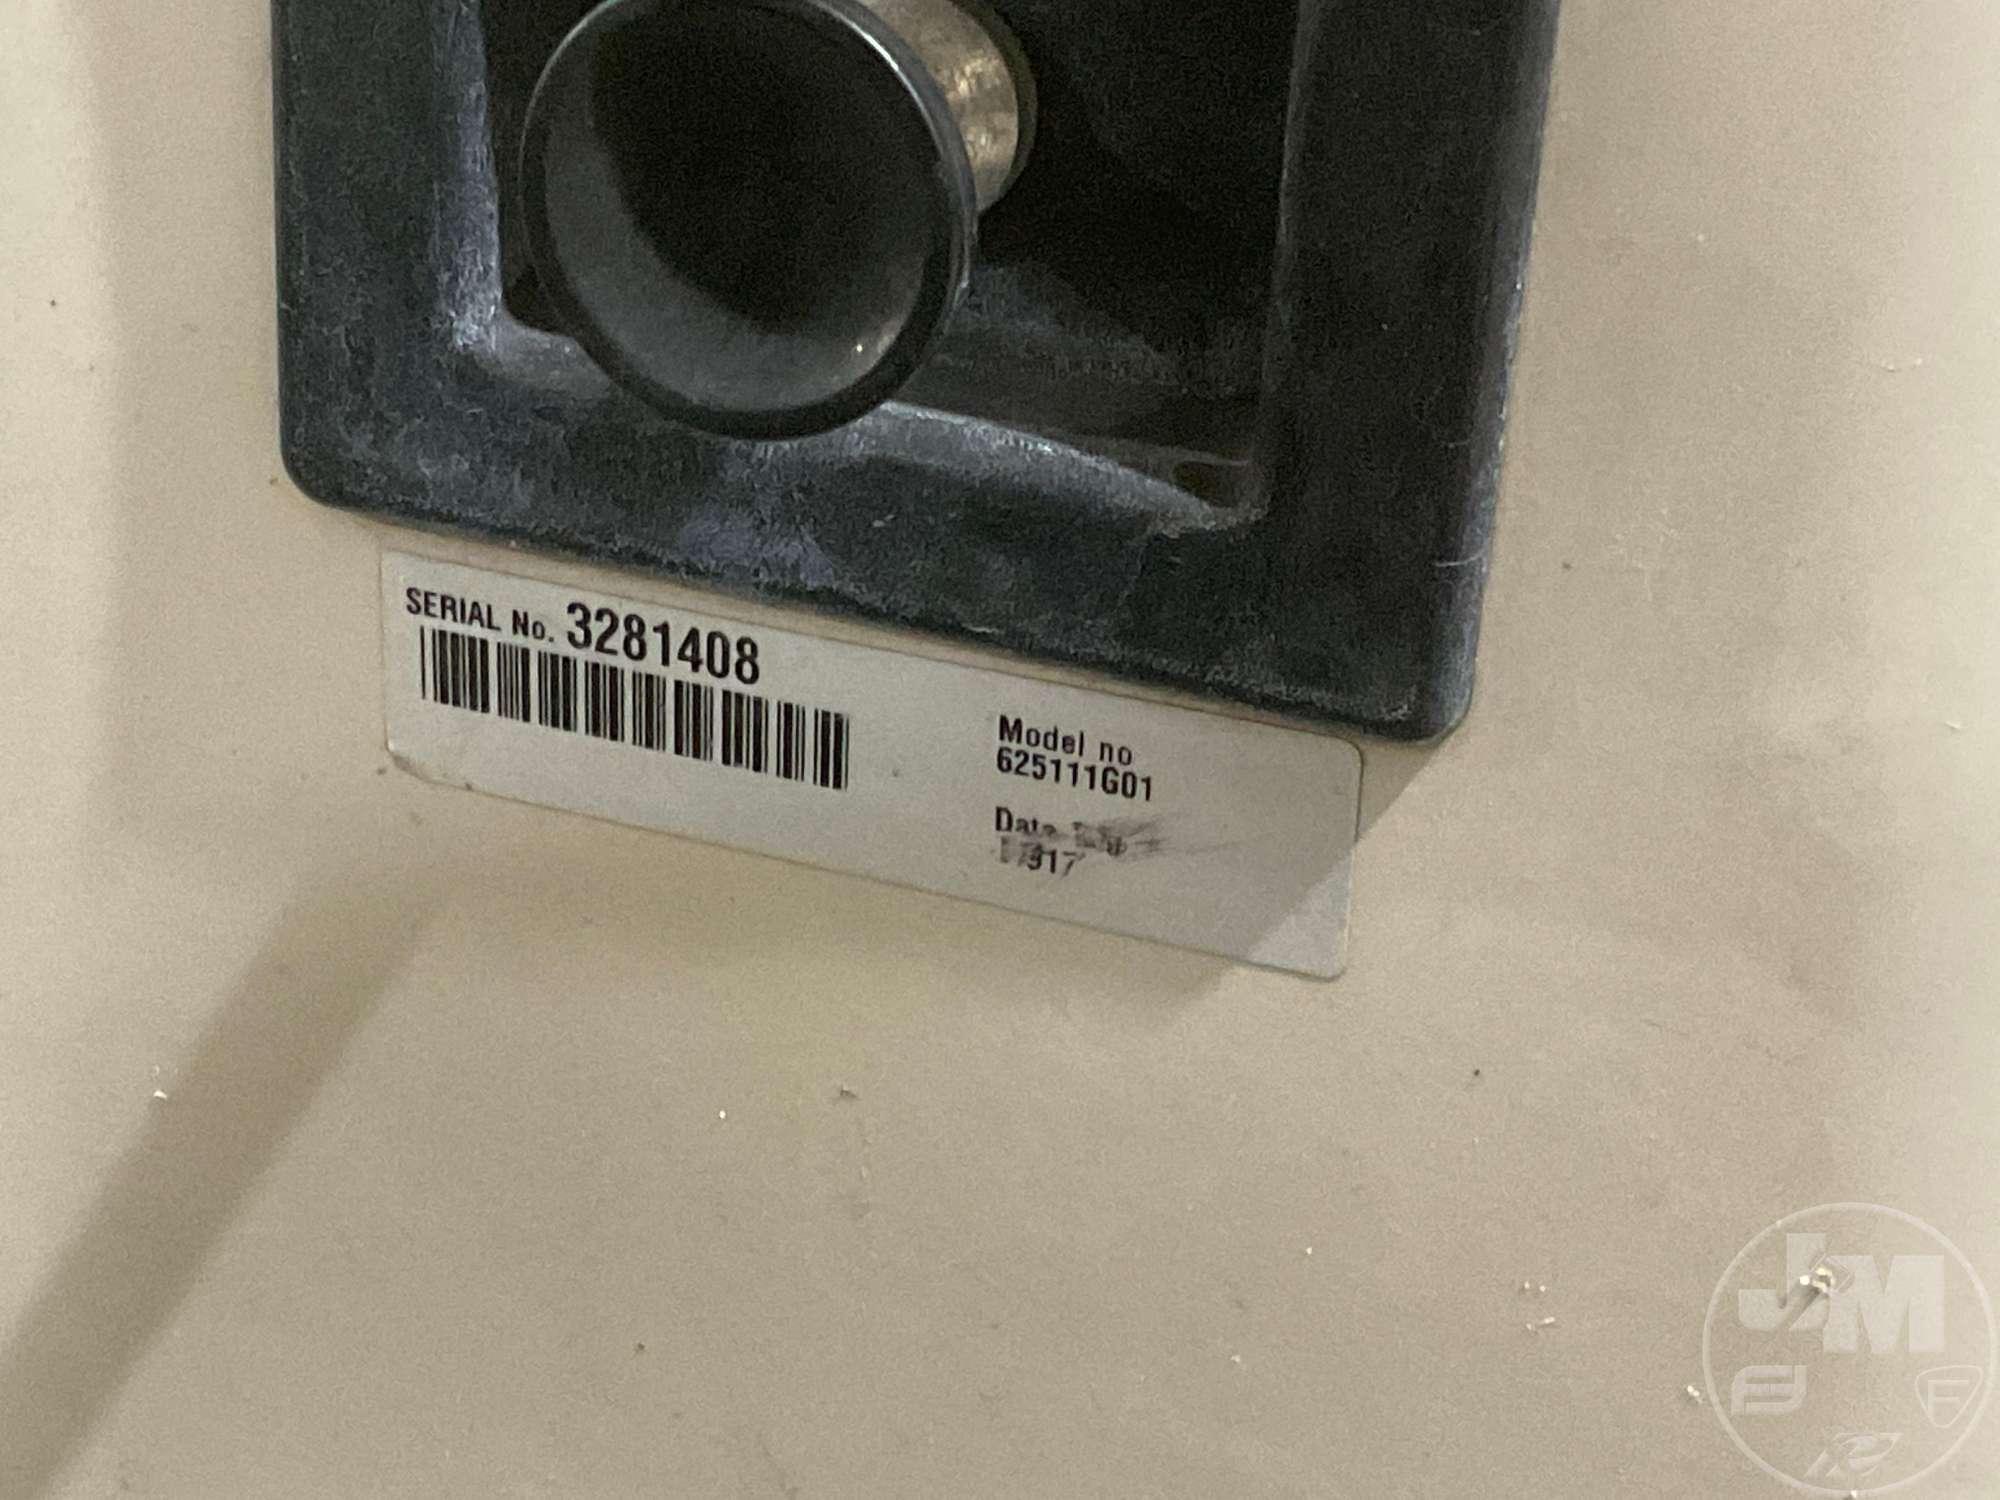 SERIAL No. 3281408
Model no
625111G01
Date
JM
F